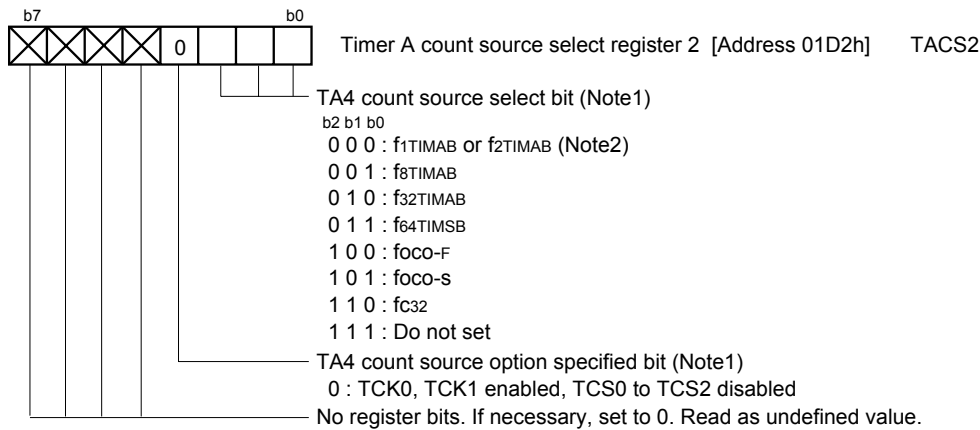 b7 b0
0 Timer A count source select register 2 [Address 01D2h] TACS2
TA4 count source select bit (Note1)
b2 b1 b0
0 0 0 : f1TIMAB or f2TIMAB (Note2)
0 0 1 : f8TIMAB
0 1 0 : f32TIMAB
0 1 1 : f64TIMSB
1 0 0 : foco-F
1 0 1 : foco-s
1 1 0 : fc32
1 1 1 : Do not set
TA4 count source option specified bit (Note1)
0 : TCK0, TCK1 enabled, TCS0 to TCS2 disabled
No register bits. If necessary, set to 0. Read as undefined value.